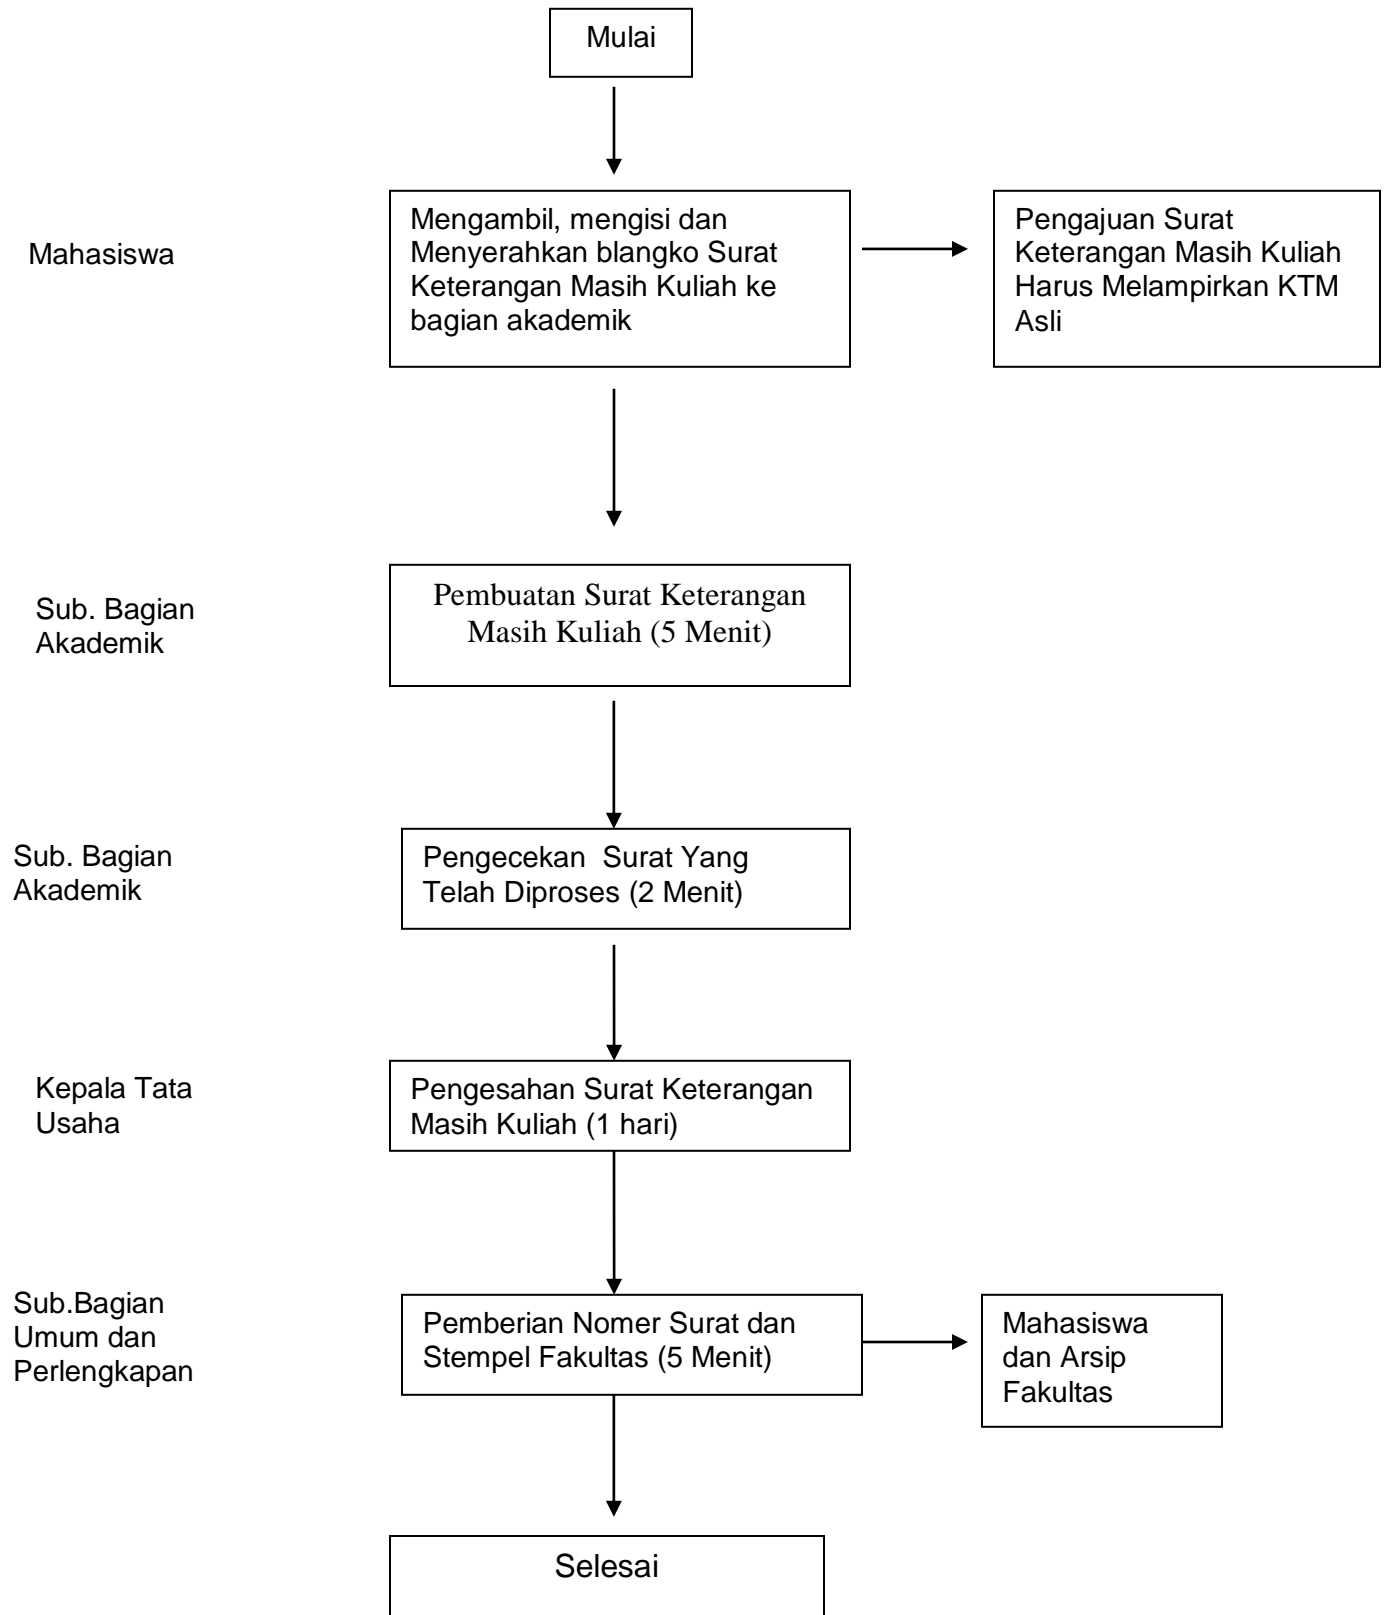 Mulai
Mahasiswa
Mengambil, mengisi dan
Menyerahkan blangko Surat
Keterangan Masih Kuliah ke
bagian akademik
Pengajuan Surat
Keterangan Masih Kuliah
Harus Melampirkan KTM
Asli
Sub. Bagian
Akademik
Pembuatan Surat Keterangan
Masih Kuliah (5 Menit)
Sub. Bagian
Akademik
Pengecekan  Surat Yang
Telah Diproses (2 Menit)
Kepala Tata
Usaha
Pengesahan Surat Keterangan
Masih Kuliah (1 hari)
Sub.Bagian
Umum dan
Perlengkapan
Pemberian Nomer Surat dan
Stempel Fakultas (5 Menit)
Mahasiswa
dan Arsip
Fakultas
Selesai